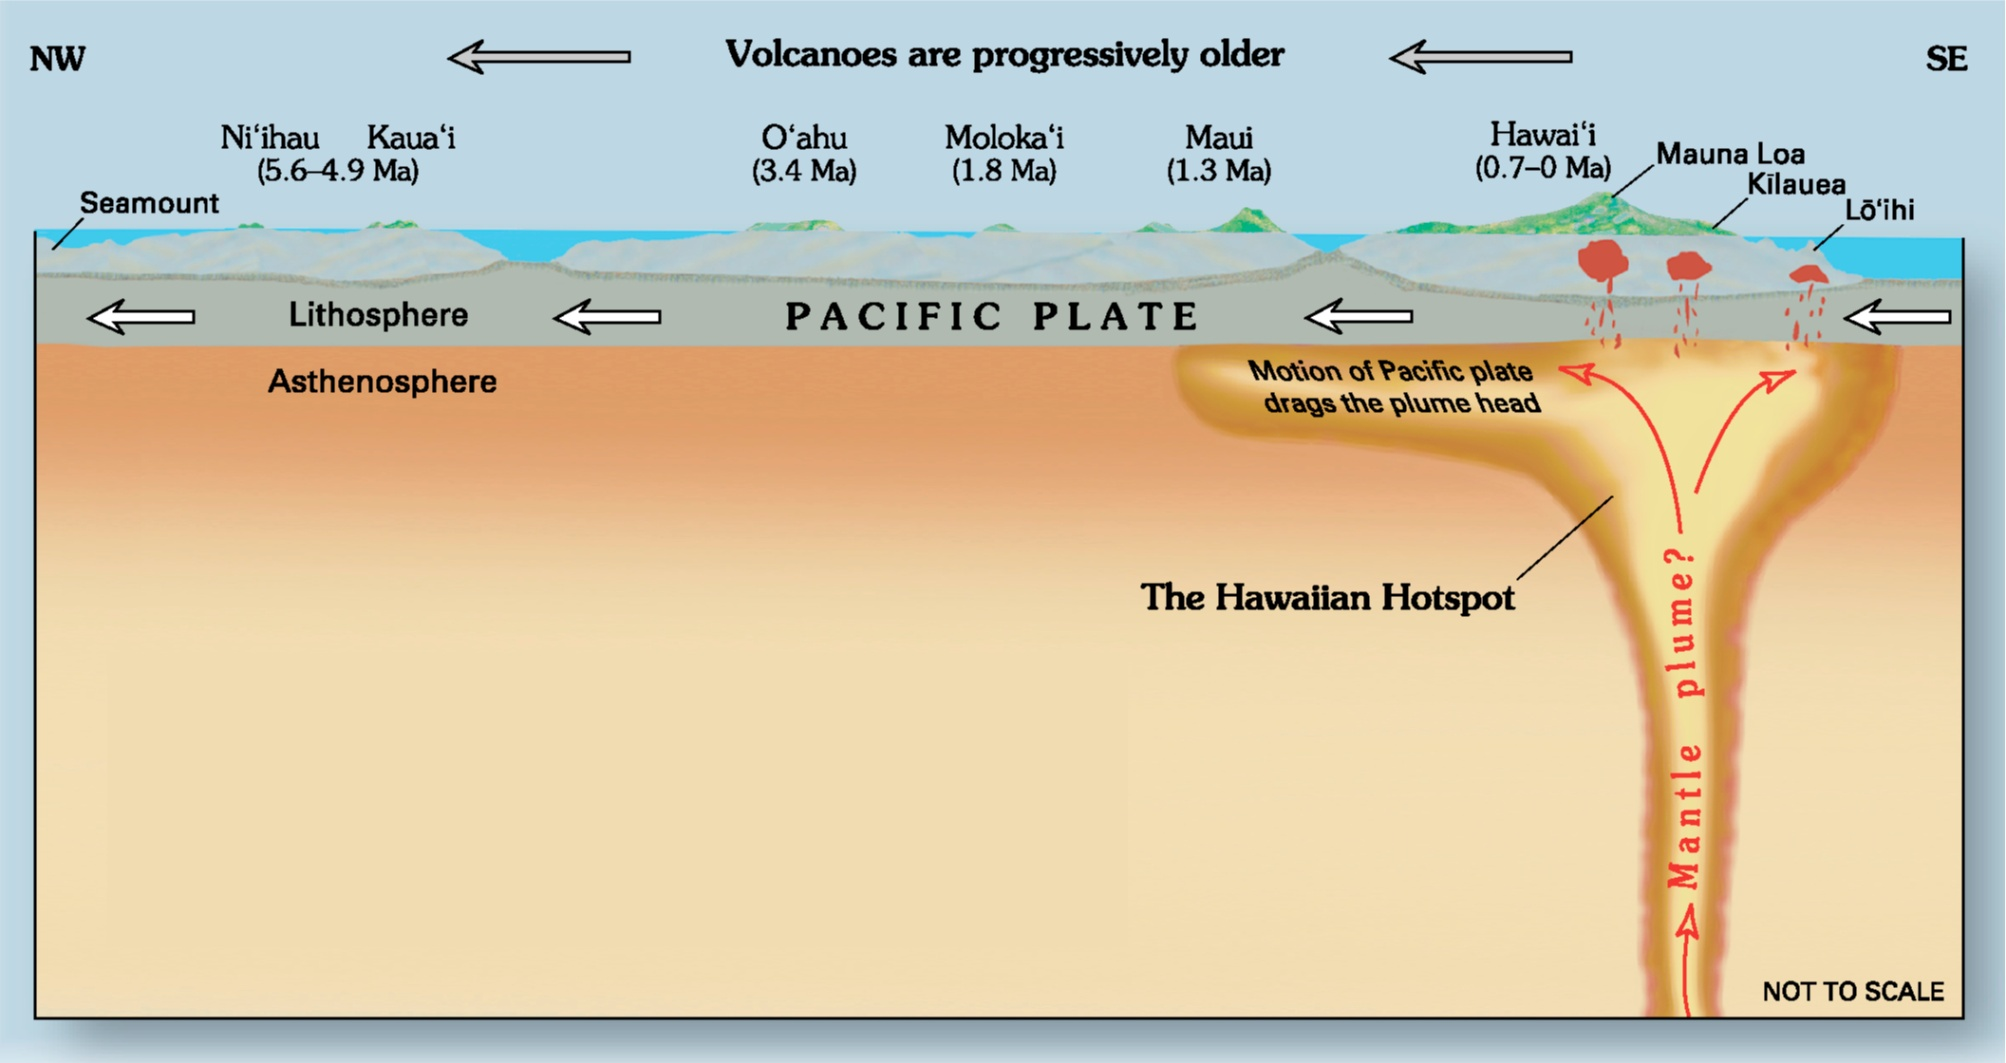 NW
Volcanoes are progressively older
SE
Ni‘ihau Kaua‘i
(5.6–4.9 Ma)
O‘ahu
(3.4 Ma)
Moloka‘i
(1.8 Ma)
Maui
(1.3 Ma)
Hawai‘i
(0.7–0 Ma)
Mauna Loa
Kīlauea
Lō‘ihi
Seamount
Lithosphere
PACIFIC PLATE
Asthenosphere
Motion of Pacific plate
drags the plume head
The Hawaiian Hotspot
Mantle plume?
NOT TO SCALE